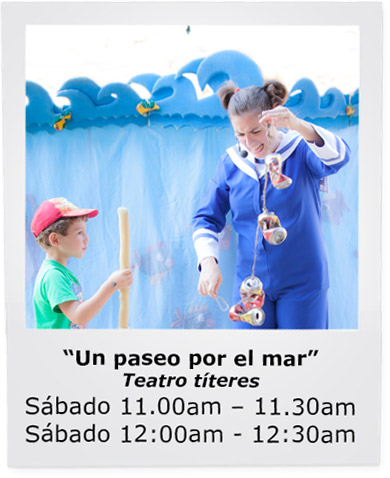 “Un paseo por el mar”
Teatro títeres
Sábado 11.00am – 11.30am
Sábado 12:00am - 12:30am